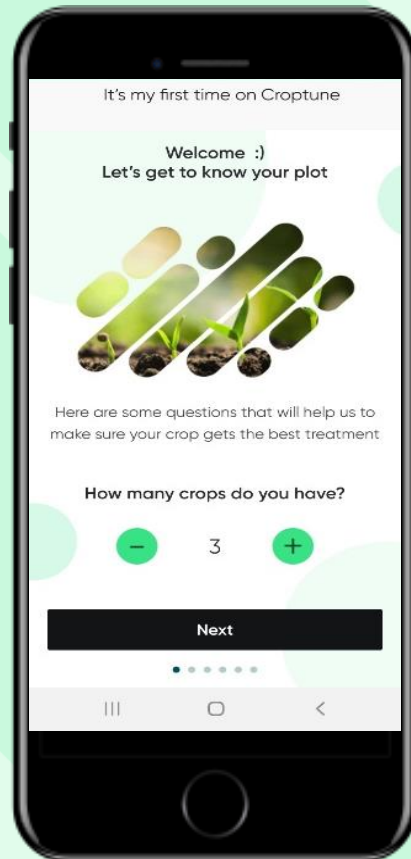 It's my first time on Croptune
Welcome :)
Let's get to know your plot
Here are some questions that will help us to
make sure your crop gets the best treatment
How many crops do you have?
- 3 +
Next